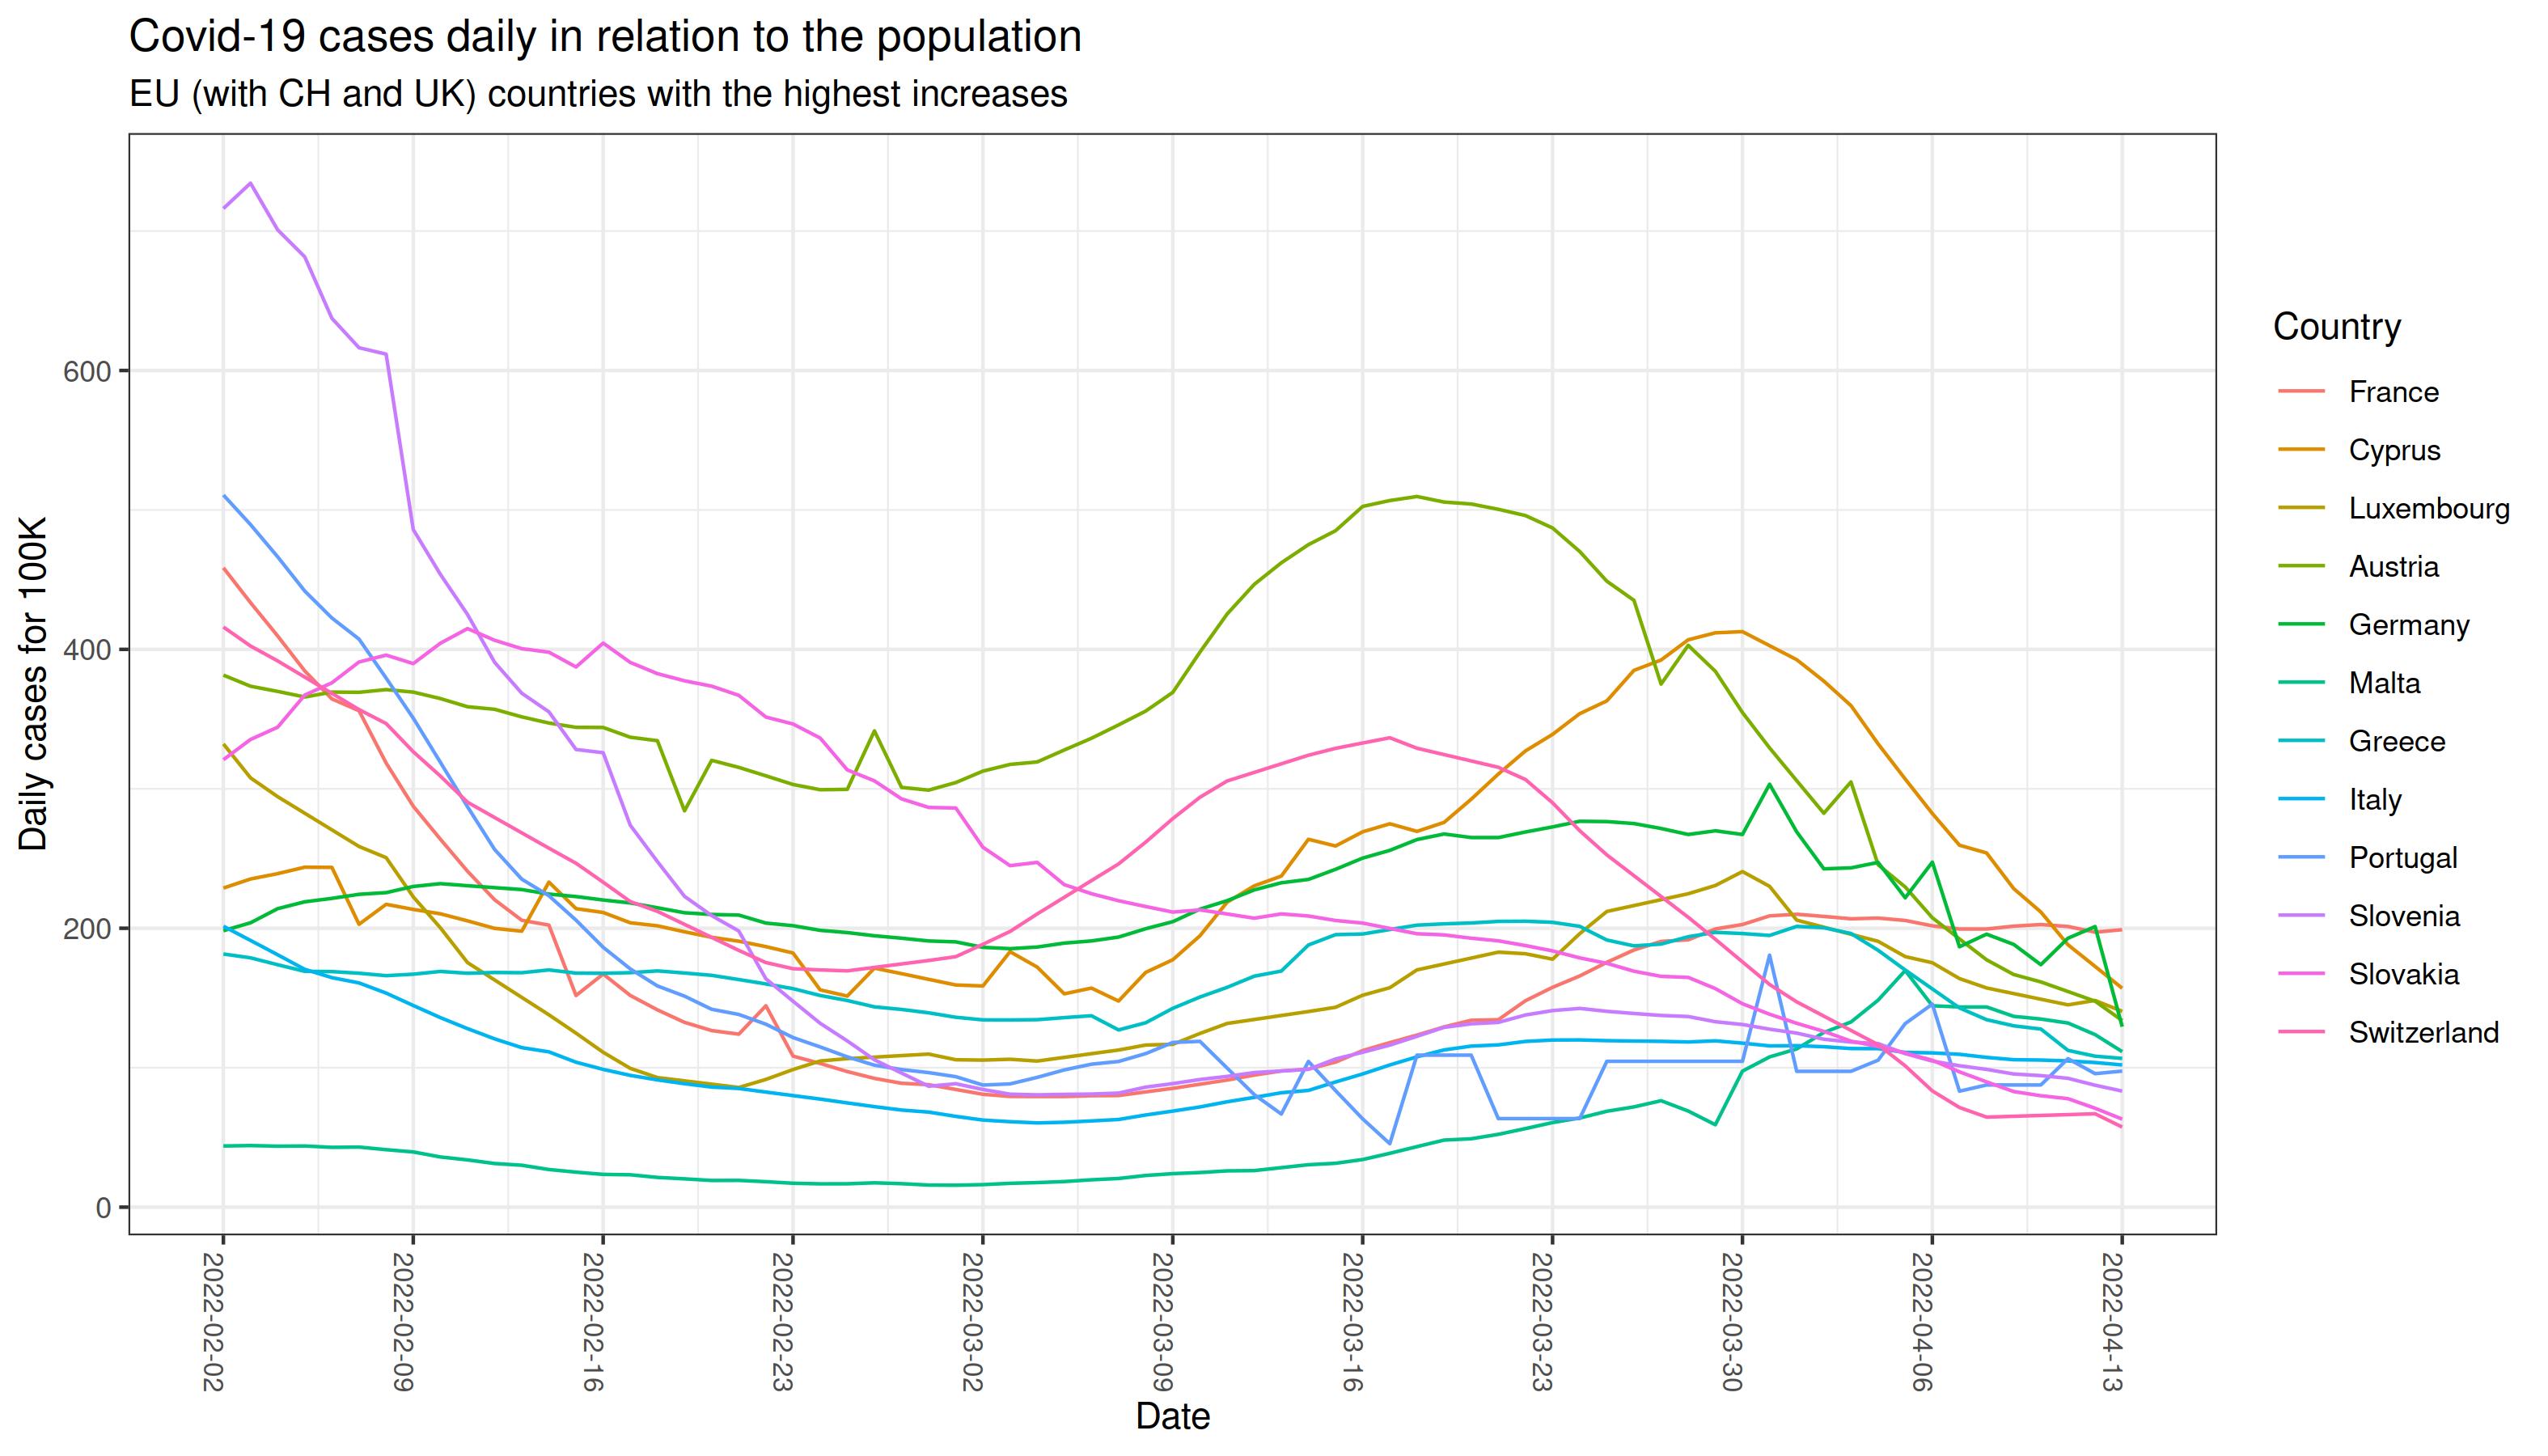 Covid-19 cases daily in relation to the population
EU (with CH and UK) countries with the highest increases
Daily cases for 100K
600
400
200
0
2022-02-02
2022-02-09
2022-02-16
2022-02-23
2022-03-02
2022-03-09
2022-03-16
2022-03-23
2022-03-30
2022-04-06
2022-04-13
Date
Country
France
Cyprus
Luxembourg
Austria
Germany
Malta
Greece
Italy
Portugal
Slovenia
Slovakia
Switzerland